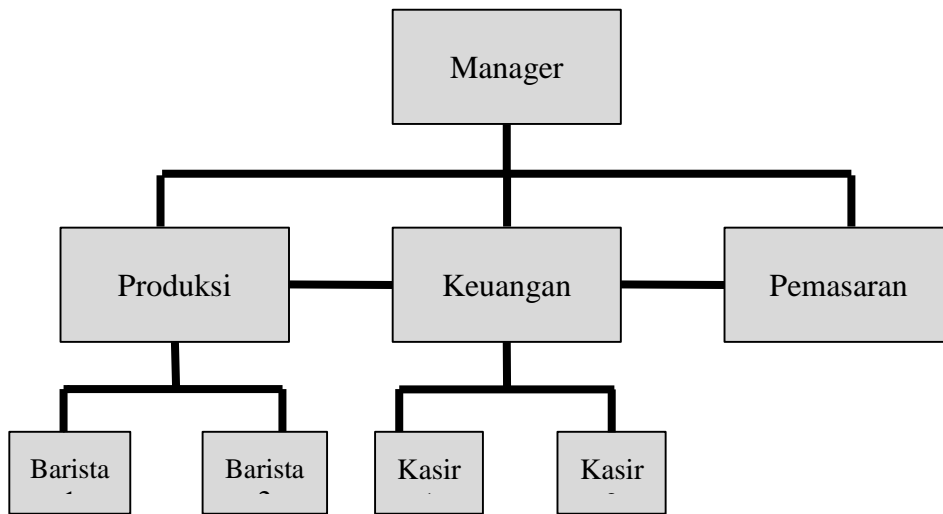 Manager
Produksi
Keuangan
Pemasaran
Barista
Barista
Kasir
Kasir